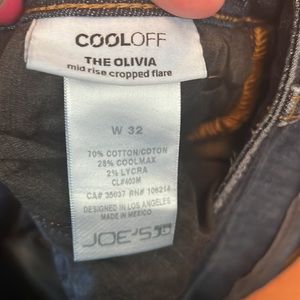 COOLOFF
THE OLIVIA
mid rise cropped flare
W 32
70% COTTON/COTON
28% COOLMAX
2% LYCRA
CL#403M
CA# 35037 RN# 106214
DESIGNED IN LOS ANGELES
MADE IN MEXICO
JOE'S